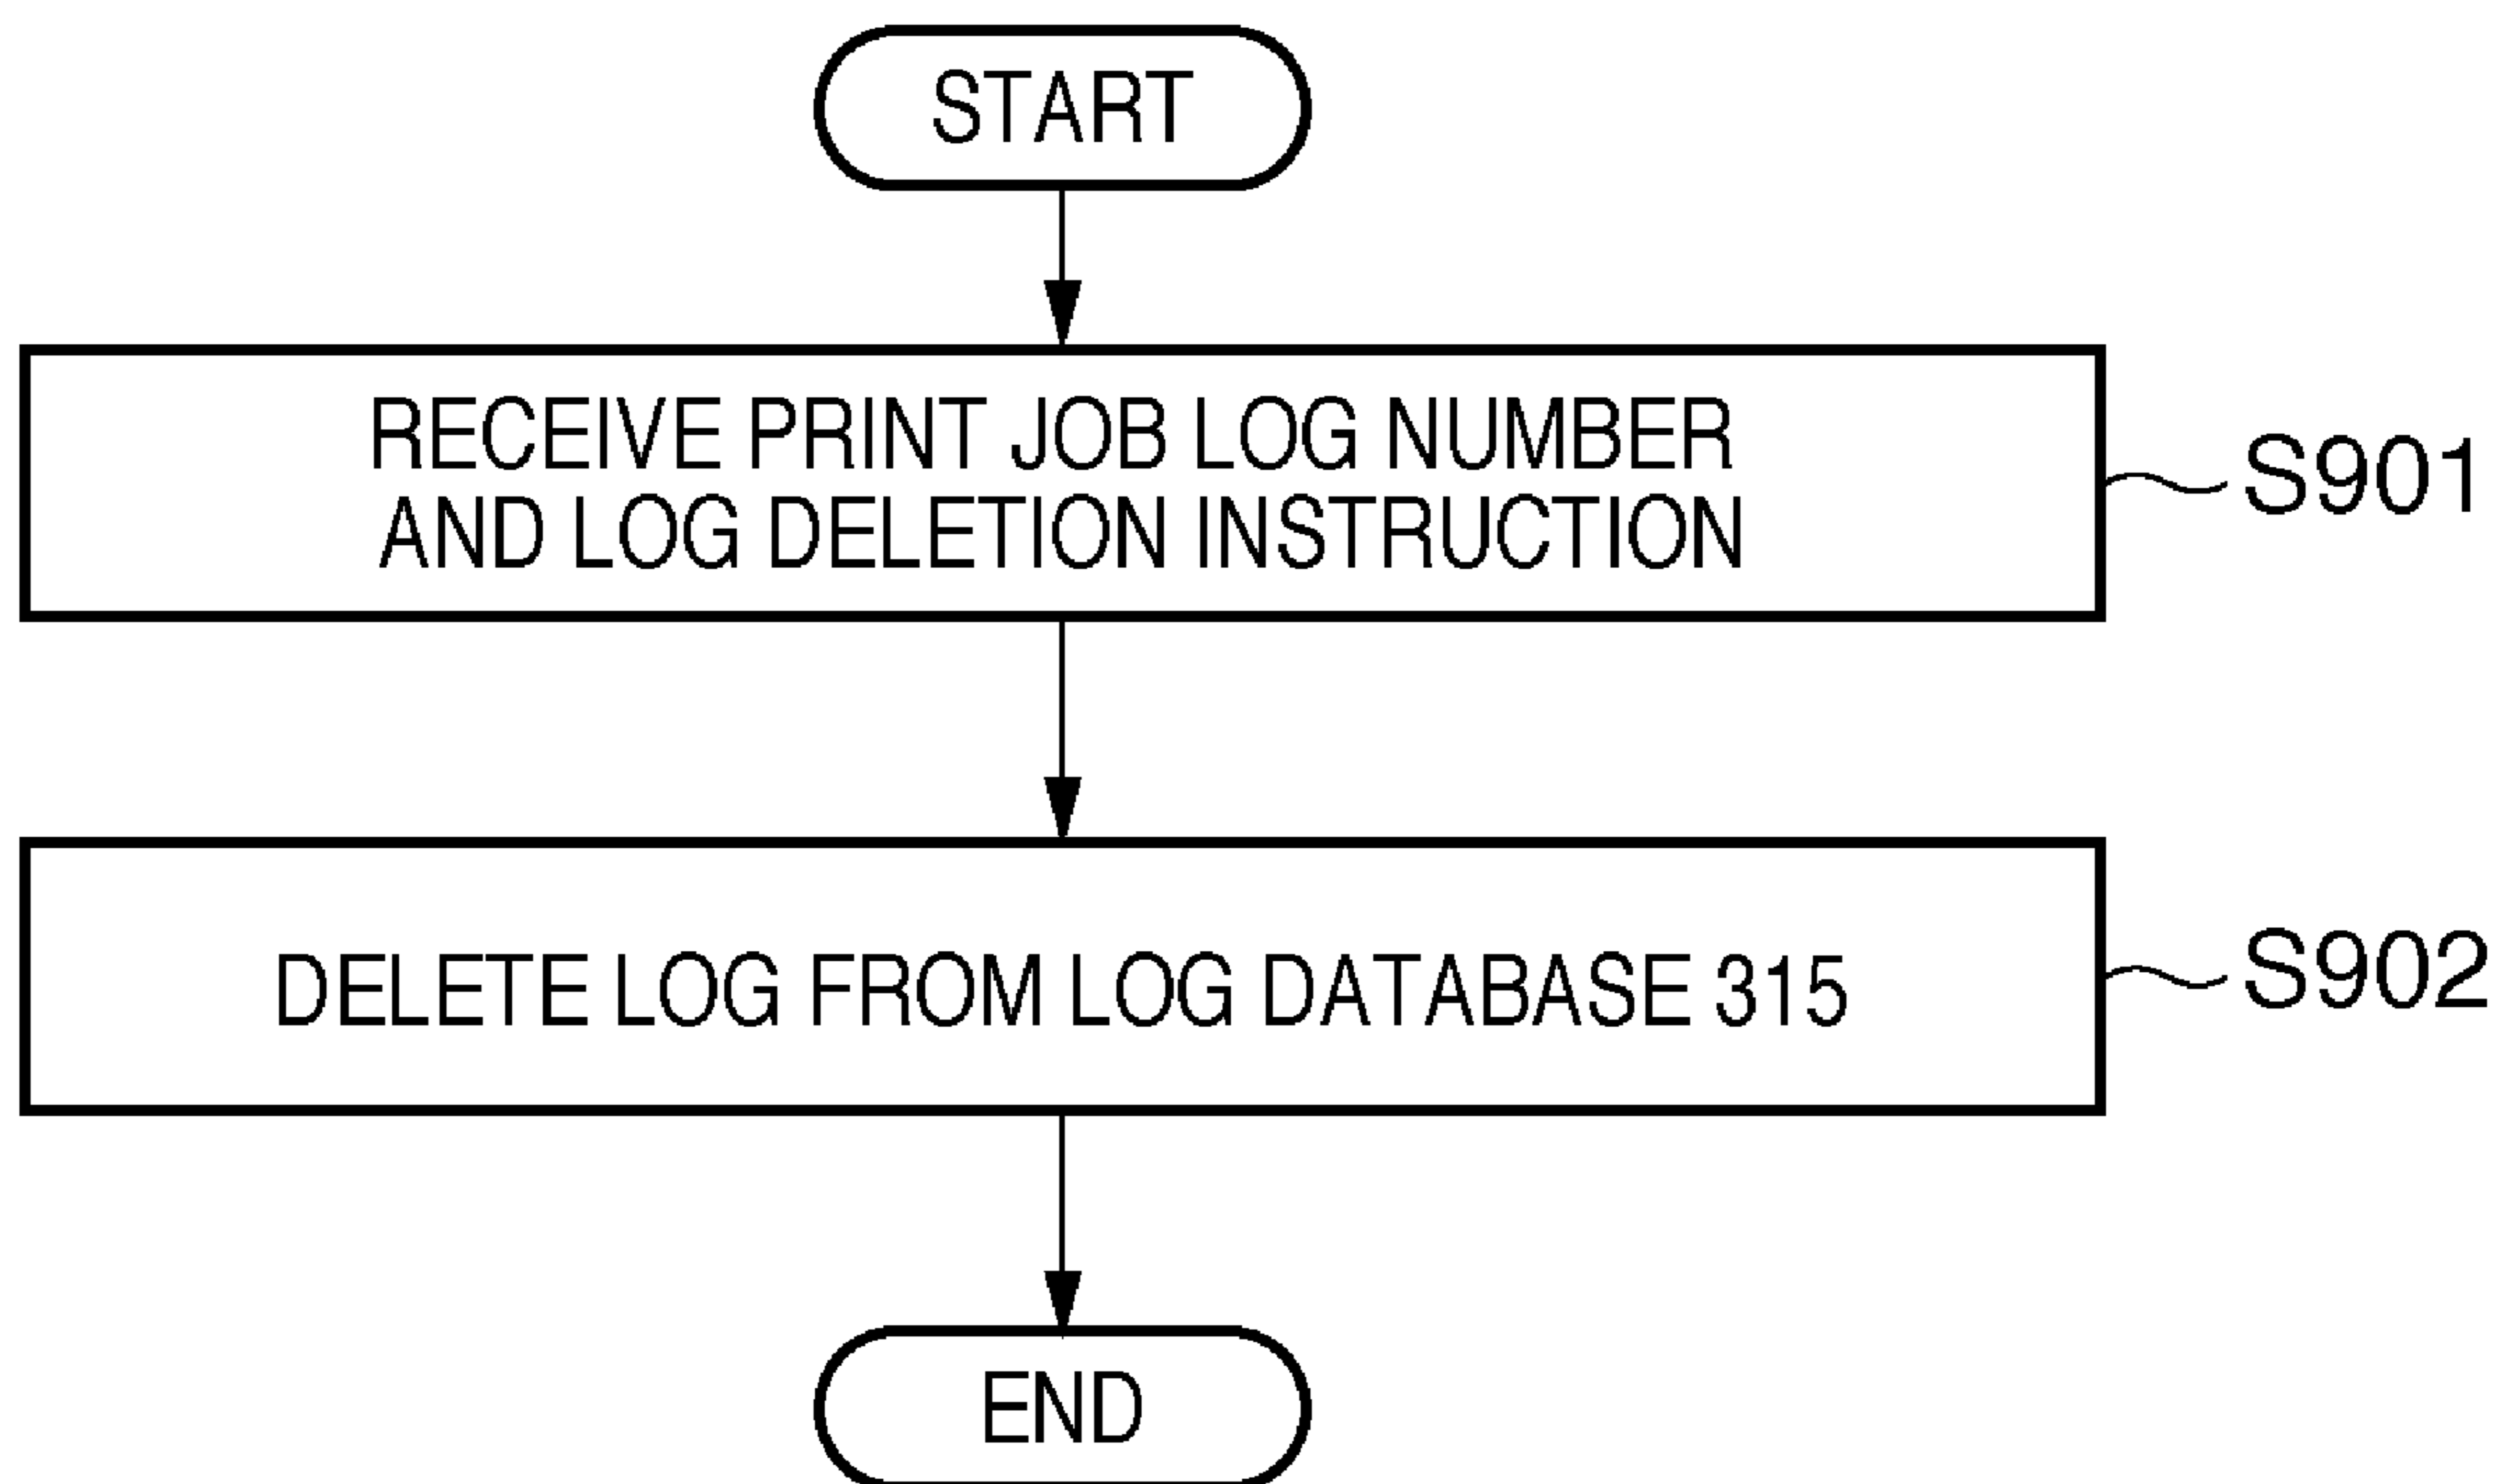 START
RECEIVE PRINT JOB LOG NUMBER
AND LOG DELETION INSTRUCTION
S901
DELETE LOG FROM LOG DATABASE 315
S902
END